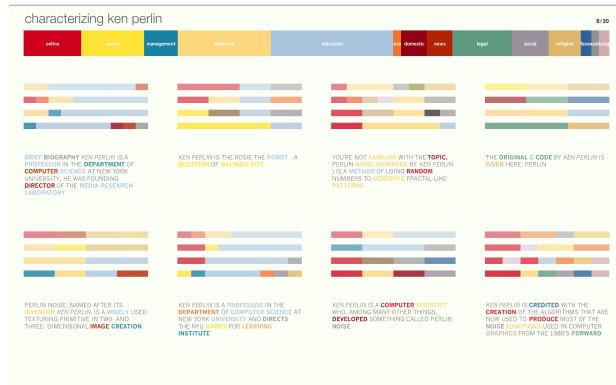 characterizing ken perlin
8/30
online
sports
management
medicine
education
domestic
news
legal
social
religion
BRIEF BIOGRAPHY KEN PERLIN IS A
PROFESSOR IN THE DEPARTMENT OF
COMPUTER SCIENCE AT NEW YORK
UNIVERSITY, HE WAS FOUNDING
DIRECTOR OF THE MEDIA RESEARCH
LABORATORY
KEN PERLIN IS THE ROSIE THE ROBOT - A
QUESTION OF BALANCE SITE
YOU'RE NOT FAMILIAR WITH THE TOPIC,
PERLIN NOISE (INVENTED BY KEN PERLIN
) IS A METHOD OF USING RANDOM
NUMBERS TO GENERATE FRACTAL-LIKE
PATTERNS
THE ORIGINAL C CODE BY KEN PERLIN IS
GIVEN HERE: PERLIN
PERLIN NOISE, NAMED AFTER ITS
INVENTOR KEN PERLIN, IS A WIDELY USED
TEXTURING PRIMITIVE IN TWO- AND
THREE- DIMENSIONAL IMAGE CREATION
KEN PERLIN IS A PROFESSOR IN THE
DEPARTMENT OF COMPUTER SCIENCE AT
NEW YORK UNIVERSITY AND DIRECTS
THE NYU GAMES FOR LEARNING
INSTITUTE
KEN PERLIN IS A COMPUTER SCIENTIST
WHO, AMONG MANY OTHER THINGS,
DEVELOPED SOMETHING CALLED PERLIN
NOISE
KEN PERLIN IS CREDITED WITH THE
CREATION OF THE ALGORITHMS THAT ARE
NOW USED TO PRODUCE MOST OF THE
NOISE FUNCTIONS USED IN COMPUTER
GRAPHICS FROM THE 1980'S FORWARD